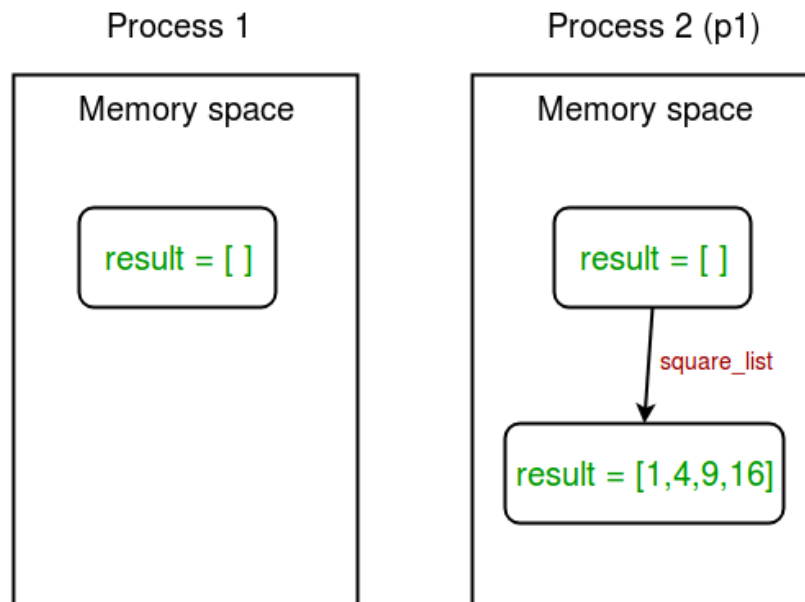 Process 1
Memory space
result = [ ]
Process 2 (p1)
Memory space
result = [ ]
square_list
result = [1,4,9,16]